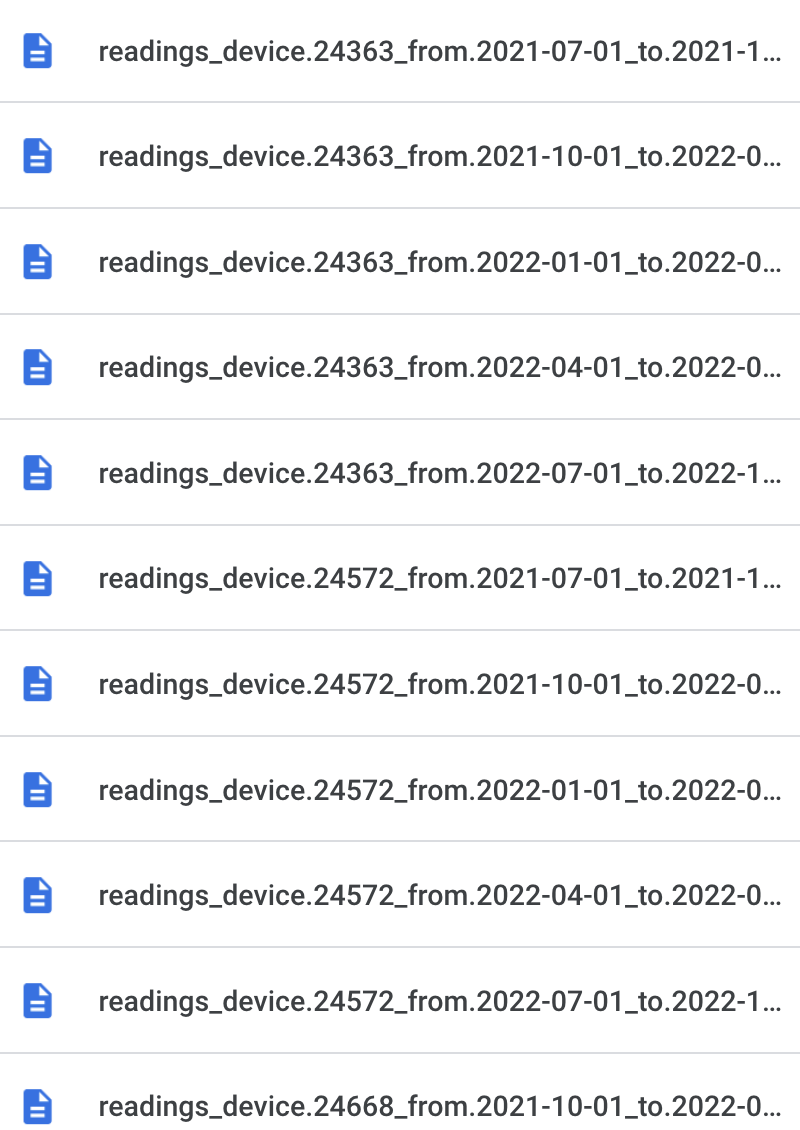 readings_device.24363_from.2021-07-01_to.2021-1...
readings_device.24363_from.2021-10-01_to.2022-0...
readings_device.24363_from.2022-01-01_to.2022-0...
readings_device.24363_from.2022-04-01_to.2022-0...
readings_device.24363_from.2022-07-01_to.2022-1...
readings_device.24572_from.2021-07-01_to.2021-1...
readings_device.24572_from.2021-10-01_to.2022-0...
readings_device.24572_from.2022-01-01_to.2022-0...
readings_device.24572_from.2022-04-01_to.2022-0...
readings_device.24572_from.2022-07-01_to.2022-1...
readings_device.24668_from.2021-10-01_to.2022-0...